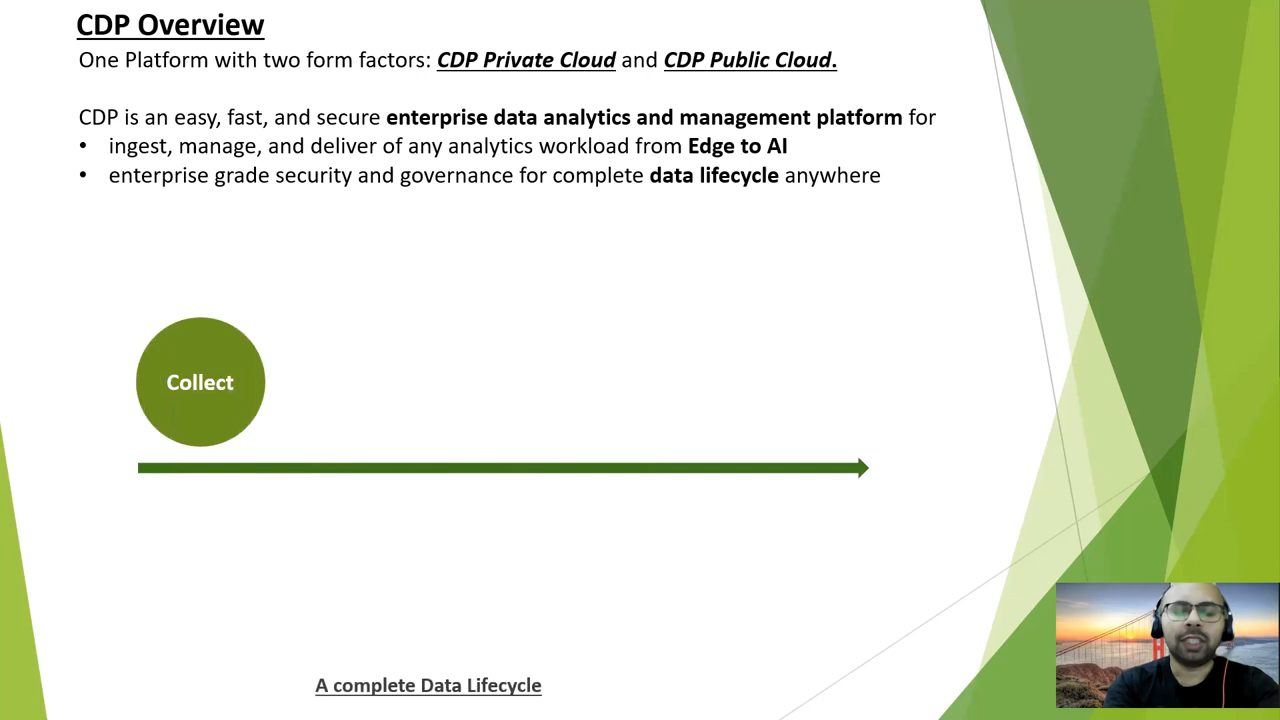 CDP Overview
One Platform with two form factors: CDP Private Cloud and CDP Public Cloud.
CDP is an easy, fast, and secure enterprise data analytics and management platform for
• ingest, manage, and deliver of any analytics workload from Edge to AI
• enterprise grade security and governance for complete data lifecycle anywhere
Collect
A complete Data Lifecycle